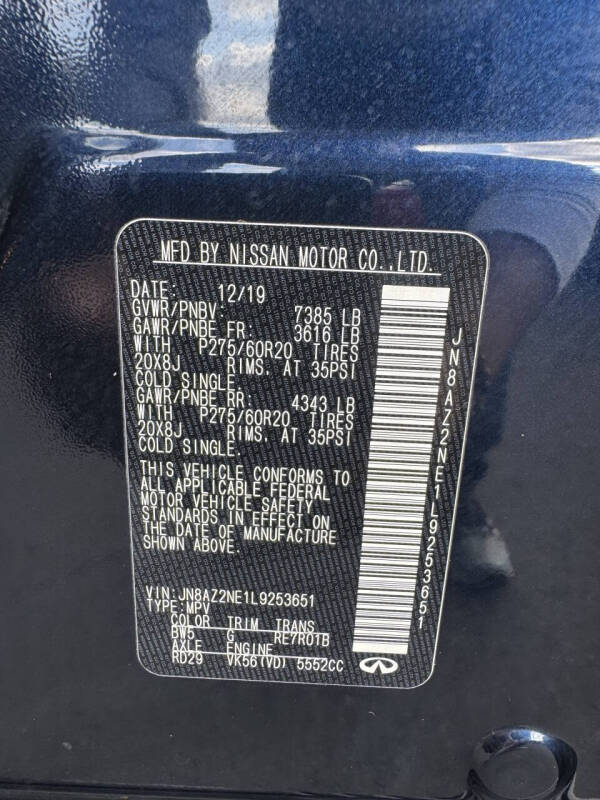 MFD BY NISSAN MOTOR CO.,LTD.
DATE: 12/19
GVWR/PNBV: 7385 LB
GAWR/PNBE FR: 3616 LB
WITH P275/60R20 TIRES
20X8J RIMS. AT 35PSI
COLD SINGLE.
GAWR/PNBE RR: 4343 LB
WITH P275/60R20 TIRES
20X8J RIMS. AT 35PSI
COLD SINGLE.
THIS VEHICLE CONFORMS TO
ALL APPLICABLE FEDERAL
MOTOR VEHICLE SAFETY
STANDARDS IN EFFECT ON
THE DATE OF MANUFACTURE
SHOWN ABOVE.
VIN:JN8AZ2NE1L9253651
TYPE:MPV
COLOR TRIM TRANS
BW5 G RE7R01B
AXLE ENGINE
RD29 VK56(VD) 5552CC
JN8AZ2NE1L9253651